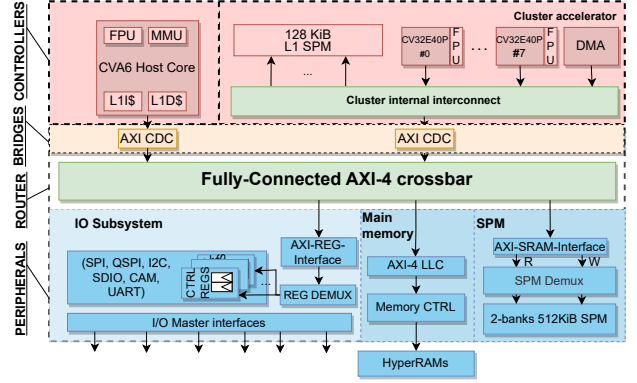 CONTROLLERS
FPU
MMU
CVA6 Host Core
L1I$
L1D$
Cluster accelerator
128 KiB
L1 SPM
...
CV32E40P
#0
FPU
...
CV32E40P
#7
FPU
DMA
Cluster internal interconnect
BRIDGES
AXI CDC
AXI CDC
ROUTER
Fully-Connected AXI-4 crossbar
PERIPHERALS
IO Subsystem
(SPI, QSPI, I2C,
SDIO, CAM,
UART)
CTRL
REGS
...
AXI-REG-
Interface
REG DEMUX
I/O Master interfaces
Main
memory
AXI-4 LLC
Memory CTRL
HyperRAMs
SPM
AXI-SRAM-Interface
R
W
SPM Demux
2-banks 512KiB SPM